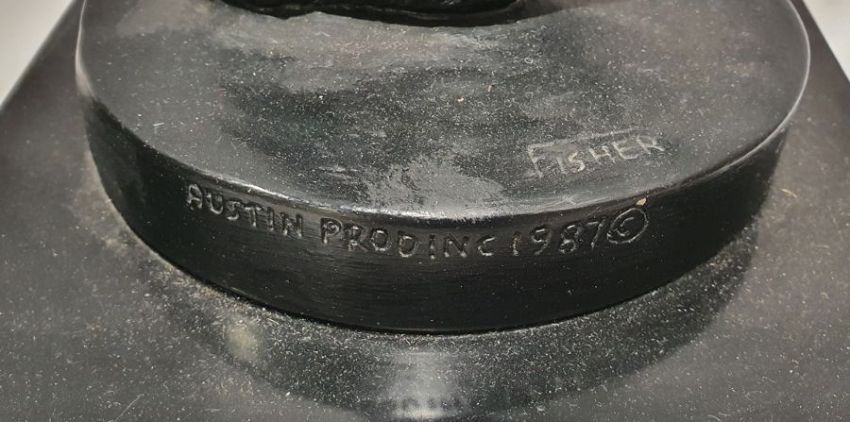 FISHER
AUSTIN PROD INC 1987©